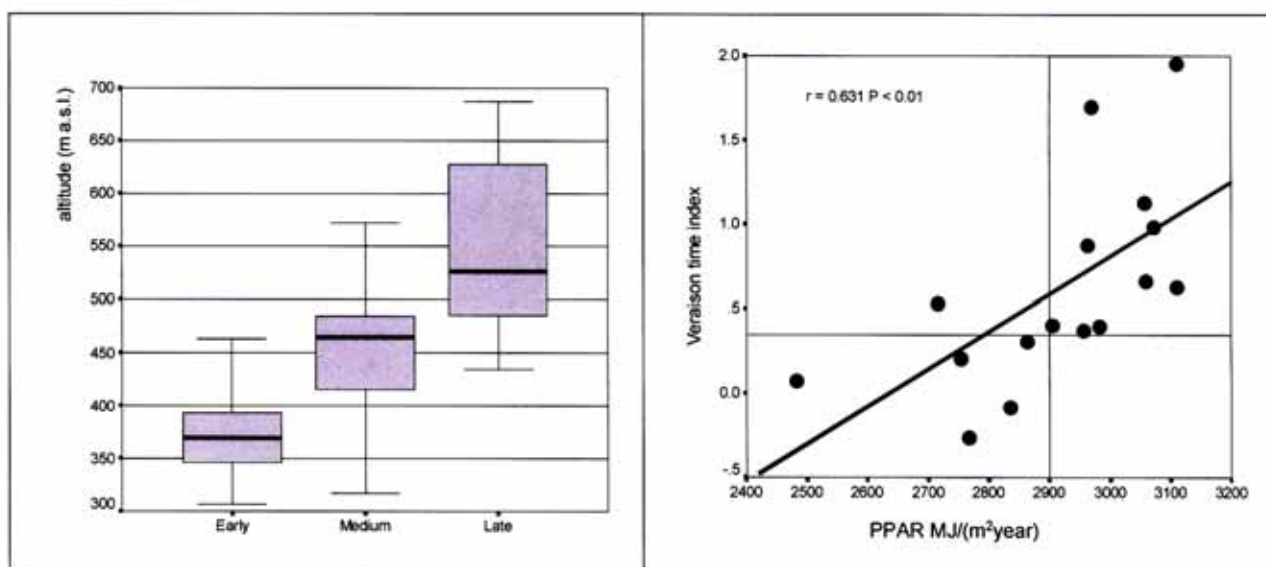 altitude (m a.s.l.)
700
650
600
550
500
450
400
350
300
Early Medium Late
Veraison time index
2.0
1.5
1.0
.5
0.0
-.5
r = 0.631 P < 0.01
2400 2500 2700 2800 2900 3000 3100 3200
PPAR MJ/(m²year)